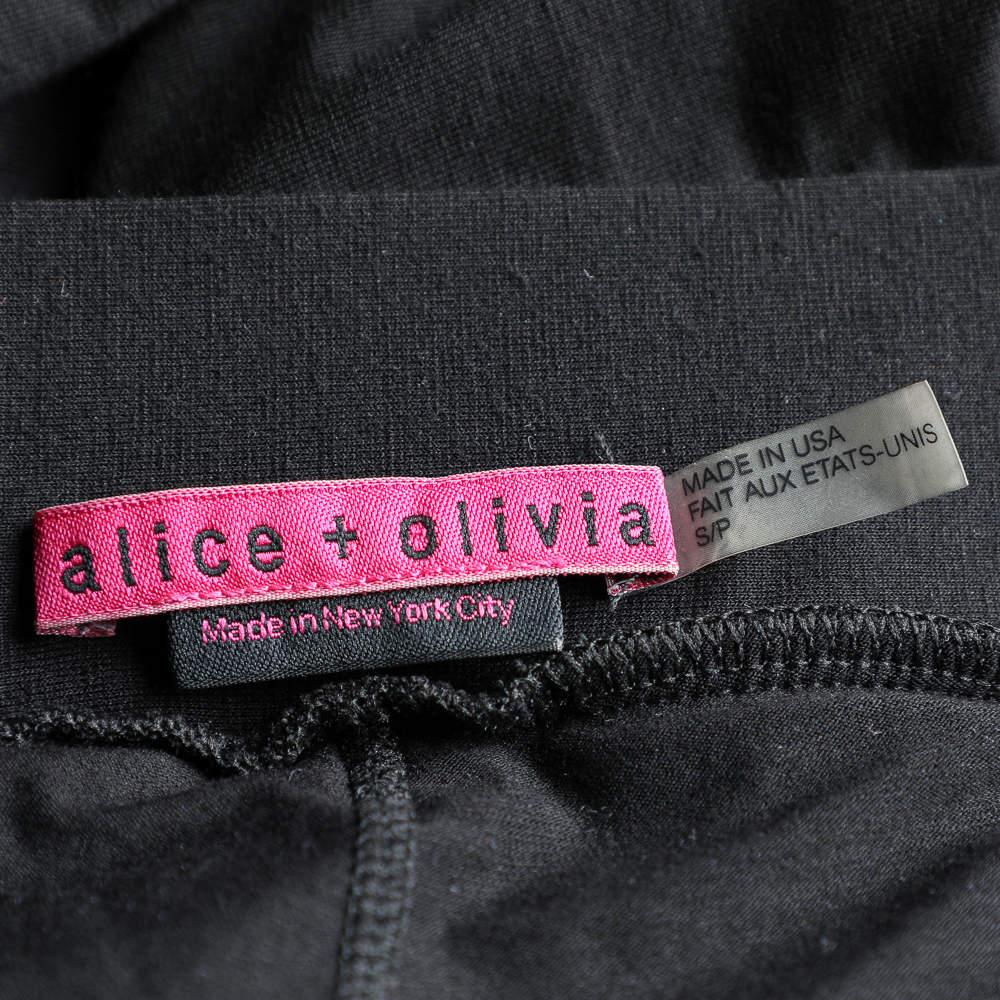 alice + olivia
Made in New York City
MADE IN USA
FAIT AUX ETATS-UNIS
S/P